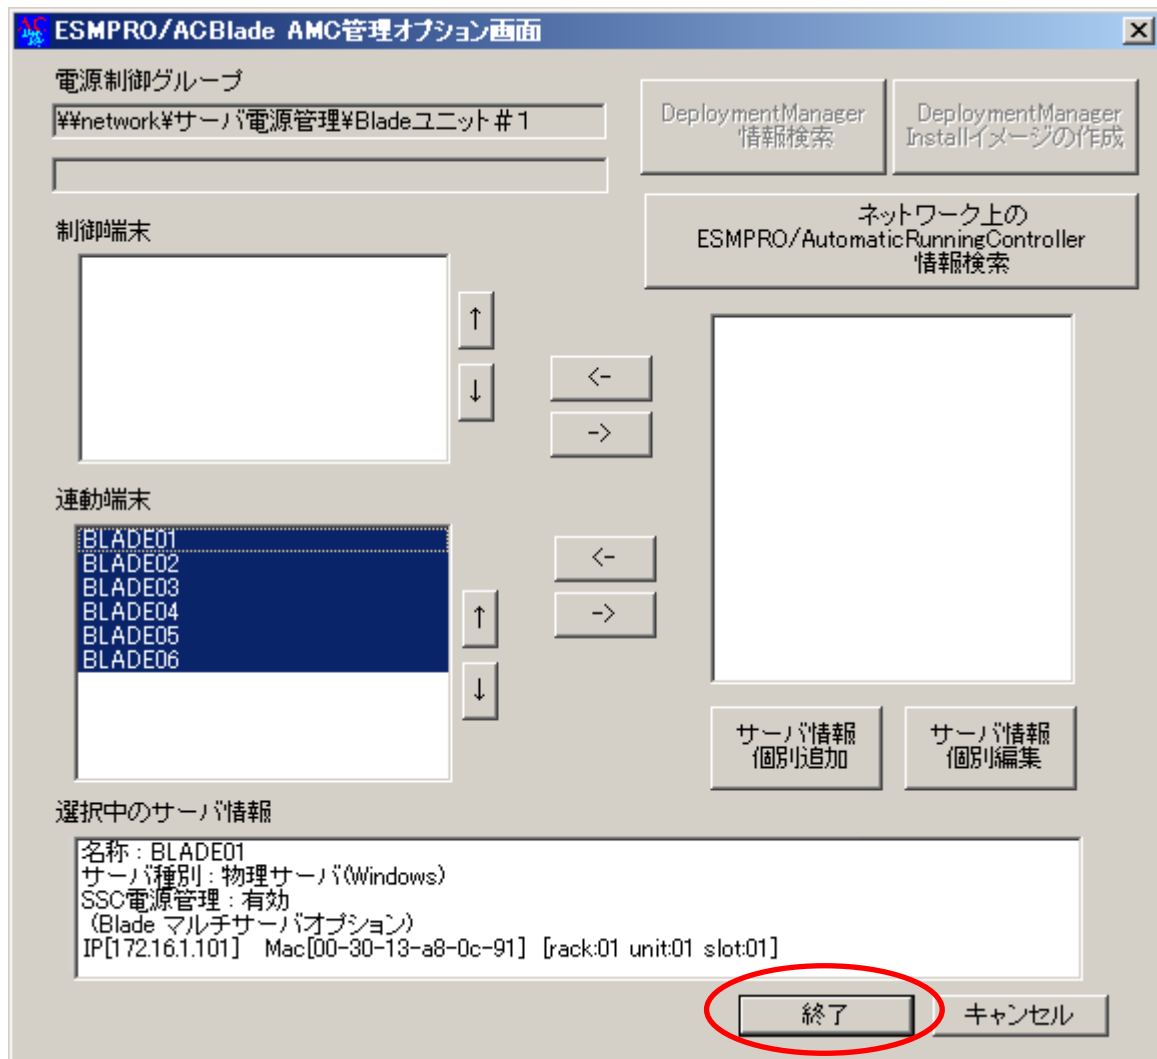 ESMPRO/ACBlade AMC管理オプション画面
電源制御グループ
¥¥network¥サーバ電源管理¥Bladeユニット＃１
DeploymentManager
情報検索
DeploymentManager
Installイメージの作成
ネットワーク上の
ESMPRO/AutomaticRunningController
情報検索
制御端末
↑
↓
<-
->
連動端末
BLADE01
BLADE02
BLADE03
BLADE04
BLADE05
BLADE06
↑
↓
<-
->
サーバ情報
個別追加
サーバ情報
個別編集
選択中のサーバ情報
名称：BLADE01
サーバ種別：物理サーバ(Windows)
SSC電源管理：有効
（Blade マルチサーバオプション）
IP[172.16.1.101] Mac[00-30-13-a8-0c-91] [rack:01 unit:01 slot:01]
終了
キャンセル